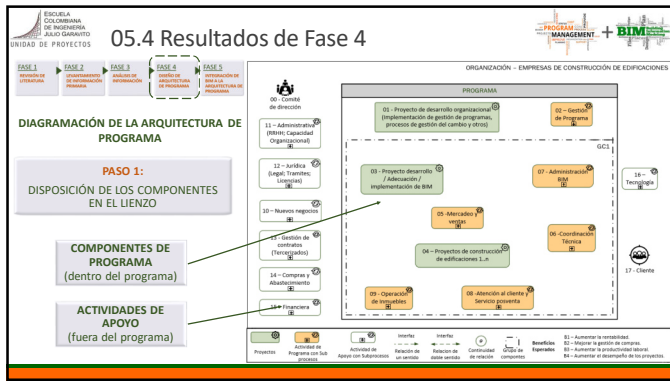 ESCUELA
COLOMBIANA
DE INGENIERÍA
JULIO GARAVITO
UNIDAD DE PROYECTOS
05.4 Resultados de Fase 4
PROGRAM
MANAGEMENT
+
BIM
FASE 1
REVISIÓN DE
LITERATURA
FASE 2
LEVANTAMIENTO
DE INFORMACIÓN
PRIMARIA
FASE 3
ANÁLISIS DE
INFORMACIÓN
FASE 4
DISEÑO DE
ARQUITECTURA
DE PROGRAMA
FASE 5
INTEGRACIÓN DE
BIM A LA
ARQUITECTURA DE
PROGRAMA
DIAGRAMACIÓN DE LA ARQUITECTURA DE
PROGRAMA
PASO 1:
DISPOSICIÓN DE LOS COMPONENTES
EN EL LIENZO
COMPONENTES DE
PROGRAMA
(dentro del programa)
ACTIVIDADES DE
APOYO
(fuera del programa)
ORGANIZACIÓN – EMPRESAS DE CONSTRUCCIÓN DE EDIFICACIONES
00 - Comité
de dirección
11 – Administrativa
(RRHH; Capacidad
Organizacional)
12 – Jurídica
(Legal; Tramites;
Licencias)
10 – Nuevos negocios
13 - Gestión de
contratos
(Tercerizados)
14 – Compras y
Abastecimiento
15 - Financiera
PROGRAMA
01 - Proyecto de desarrollo organizacional
(Implementación de gestión de programas,
procesos de gestión del cambio y otros)
02 – Gestión
de Programa
GC1
03 - Proyecto desarrollo
/ Adecuación /
implementación de BIM
07 - Administración
BIM
05 -Mercadeo y
ventas
06 -Coordinación
Técnica
04 – Proyectos de construcción
de edificaciones 1..n
09 - Operación
de Inmuebles
08 -Atención al cliente y
Servicio posventa
16 –
Tecnología
17 - Cliente
Proyectos
Actividad de
Programa con Sub
procesos
Actividad de
Apoyo con Subprocesos
Interfaz
Relación de
un sentido
Interfaz
Relación de
doble sentido
Continuidad
de relación
Grupo de
compontes
Beneficios
Esperados
B1 – Aumentar la rentabilidad.
B2 – Mejorar la gestión de compras.
B3 – Aumentar la productividad laboral.
B4 – Aumentar el desempeño de los proyectos.